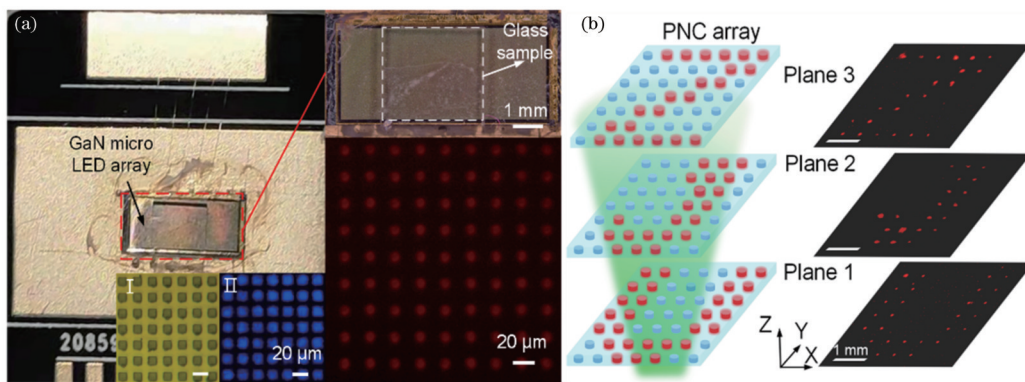 (a)
Glass
sample
1 mm
GaN micro
LED array
I
II
20 μm
20 μm
20859
(b)
PNC array
Plane 3
Plane 2
Plane 1
Z
Y
X
1 mm